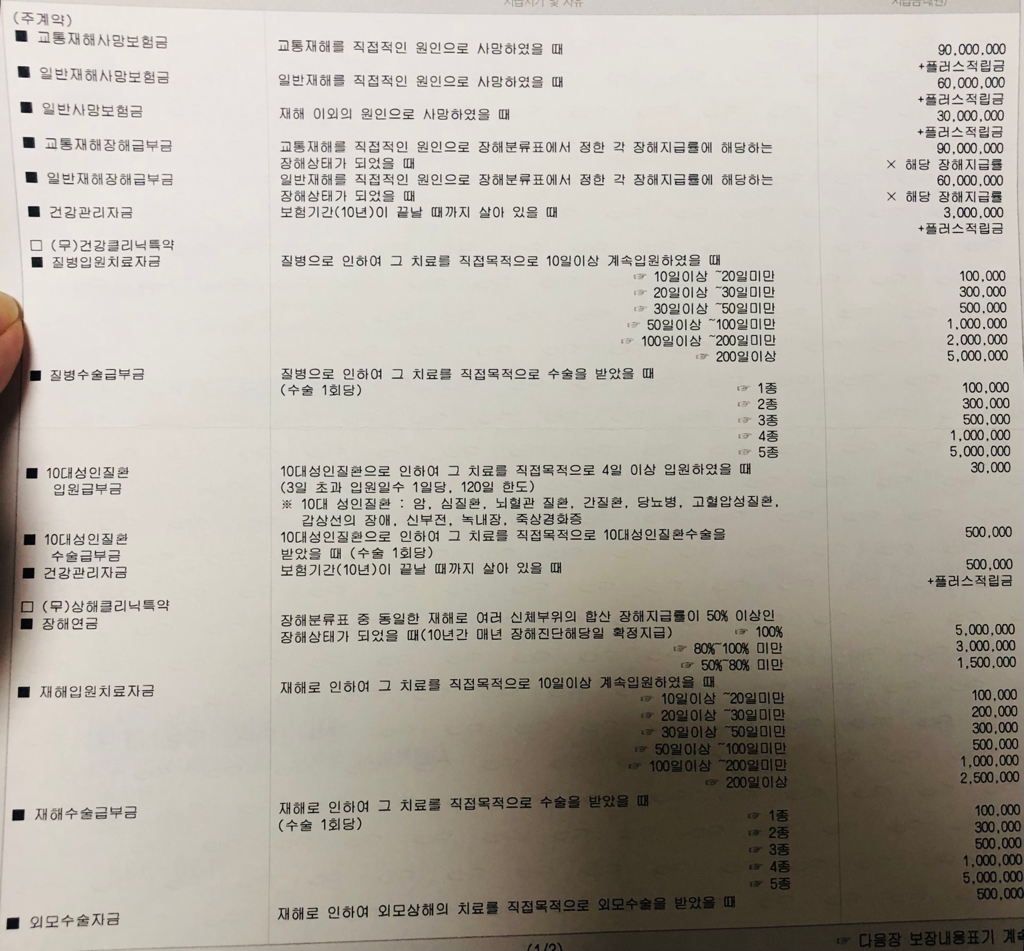 (주계약)
■ 교통재해사망보험금 교통재해를 직접적인 원인으로 사망하였을 때 90,000,000
+플러스적립금
■ 일반재해사망보험금 일반재해를 직접적인 원인으로 사망하였을 때 60,000,000
+플러스적립금
■ 일반사망보험금 재해 이외의 원인으로 사망하였을 때 30,000,000
+플러스적립금
■ 교통재해장해급부금 교통재해를 직접적인 원인으로 장해분류표에서 정한 각 장해지급률에 해당하는 90,000,000
장해상태가 되었을 때 × 해당 장해지급률
■ 일반재해장해급부금 일반재해를 직접적인 원인으로 장해분류표에서 정한 각 장해지급률에 해당하는 60,000,000
장해상태가 되었을 때 × 해당 장해지급률
■ 건강관리자금 보험기간(10년)이 끝날 때까지 살아 있을 때 3,000,000
+플러스적립금
□ (무)건강클리닉특약
■ 질병입원치료자금 질병으로 인하여 그 치료를 직접목적으로 10일이상 계속입원하였을 때
☞ 10일이상 ~20일미만 100,000
☞ 20일이상 ~30일미만 300,000
☞ 30일이상 ~50일미만 500,000
☞ 50일이상 ~100일미만 1,000,000
☞ 100일이상 ~200일미만 2,000,000
☞ 200일이상 5,000,000
■ 질병수술급부금 질병으로 인하여 그 치료를 직접목적으로 수술을 받았을 때
(수술 1회당) ☞ 1종 100,000
☞ 2종 300,000
☞ 3종 500,000
☞ 4종 1,000,000
☞ 5종 5,000,000
■ 10대성인질환 10대성인질환으로 인하여 그 치료를 직접목적으로 4일 이상 입원하였을 때 30,000
입원급부금 (3일 초과 입원일수 1일당, 120일 한도)
※ 10대 성인질환 : 암, 심질환, 뇌혈관 질환, 간질환, 당뇨병, 고혈압성질환,
갑상선의 장애, 신부전, 녹내장, 죽상경화증
■ 10대성인질환 10대성인질환으로 인하여 그 치료를 직접목적으로 10대성인질환수술을 500,000
수술급부금 받았을 때 (수술 1회당)
■ 건강관리자금 보험기간(10년)이 끝날 때까지 살아 있을 때 500,000
+플러스적립금
□ (무)상해클리닉특약
■ 장해연금 장해분류표 중 동일한 재해로 여러 신체부위의 합산 장해지급률이 50% 이상인
장해상태가 되었을 때(10년간 매년 장해진단해당일 확정지급) ☞ 100% 5,000,000
☞ 80%~100% 미만 3,000,000
☞ 50%~80% 미만 1,500,000
■ 재해입원치료자금 재해로 인하여 그 치료를 직접목적으로 10일이상 계속입원하였을 때
☞ 10일이상 ~20일미만 100,000
☞ 20일이상 ~30일미만 200,000
☞ 30일이상 ~50일미만 300,000
☞ 50일이상 ~100일미만 500,000
☞ 100일이상 ~200일미만 1,000,000
☞ 200일이상 2,500,000
■ 재해수술급부금 재해로 인하여 그 치료를 직접목적으로 수술을 받았을 때
(수술 1회당) ☞ 1종 100,000
☞ 2종 300,000
☞ 3종 500,000
☞ 4종 1,000,000
☞ 5종 5,000,000
■ 외모수술자금 재해로 인하여 외모상해의 치료를 직접목적으로 외모수술을 받았을 때 500,000
☞ 다음장 보장내용표기 계속